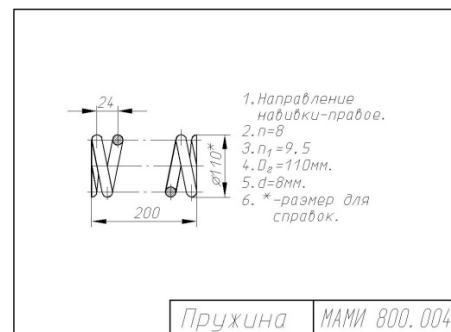 24
ø110*
200
1. Направление
навивки-правое.
2. n=8
3. n₁=9,5
4. D₂=110мм.
5. d=8мм.
6. *-размер для
справок.
Пружина
МАМИ 800.004